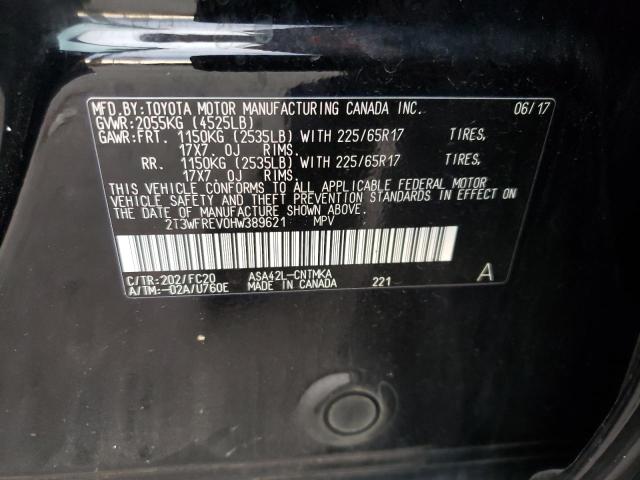 MFD.BY:TOYOTA MOTOR MANUFACTURING CANADA INC. 06/17
GVWR:2055KG (4525LB)
GAWR:FRT. 1150KG (2535LB) WITH 225/65R17 TIRES,
17X7.0J RIMS.
RR. 1150KG (2535LB) WITH 225/65R17 TIRES,
17X7.0J RIMS.
THIS VEHICLE CONFORMS TO ALL APPLICABLE FEDERAL MOTOR
VEHICLE SAFETY AND THEFT PREVENTION STANDARDS IN EFFECT ON
THE DATE OF MANUFACTURE SHOWN ABOVE.
2T3WFREV0HW389621 MPV
C/TR:202/FC20 ASA42L-CNTMKA A
A/TM:-02A/U760E MADE IN CANADA 221